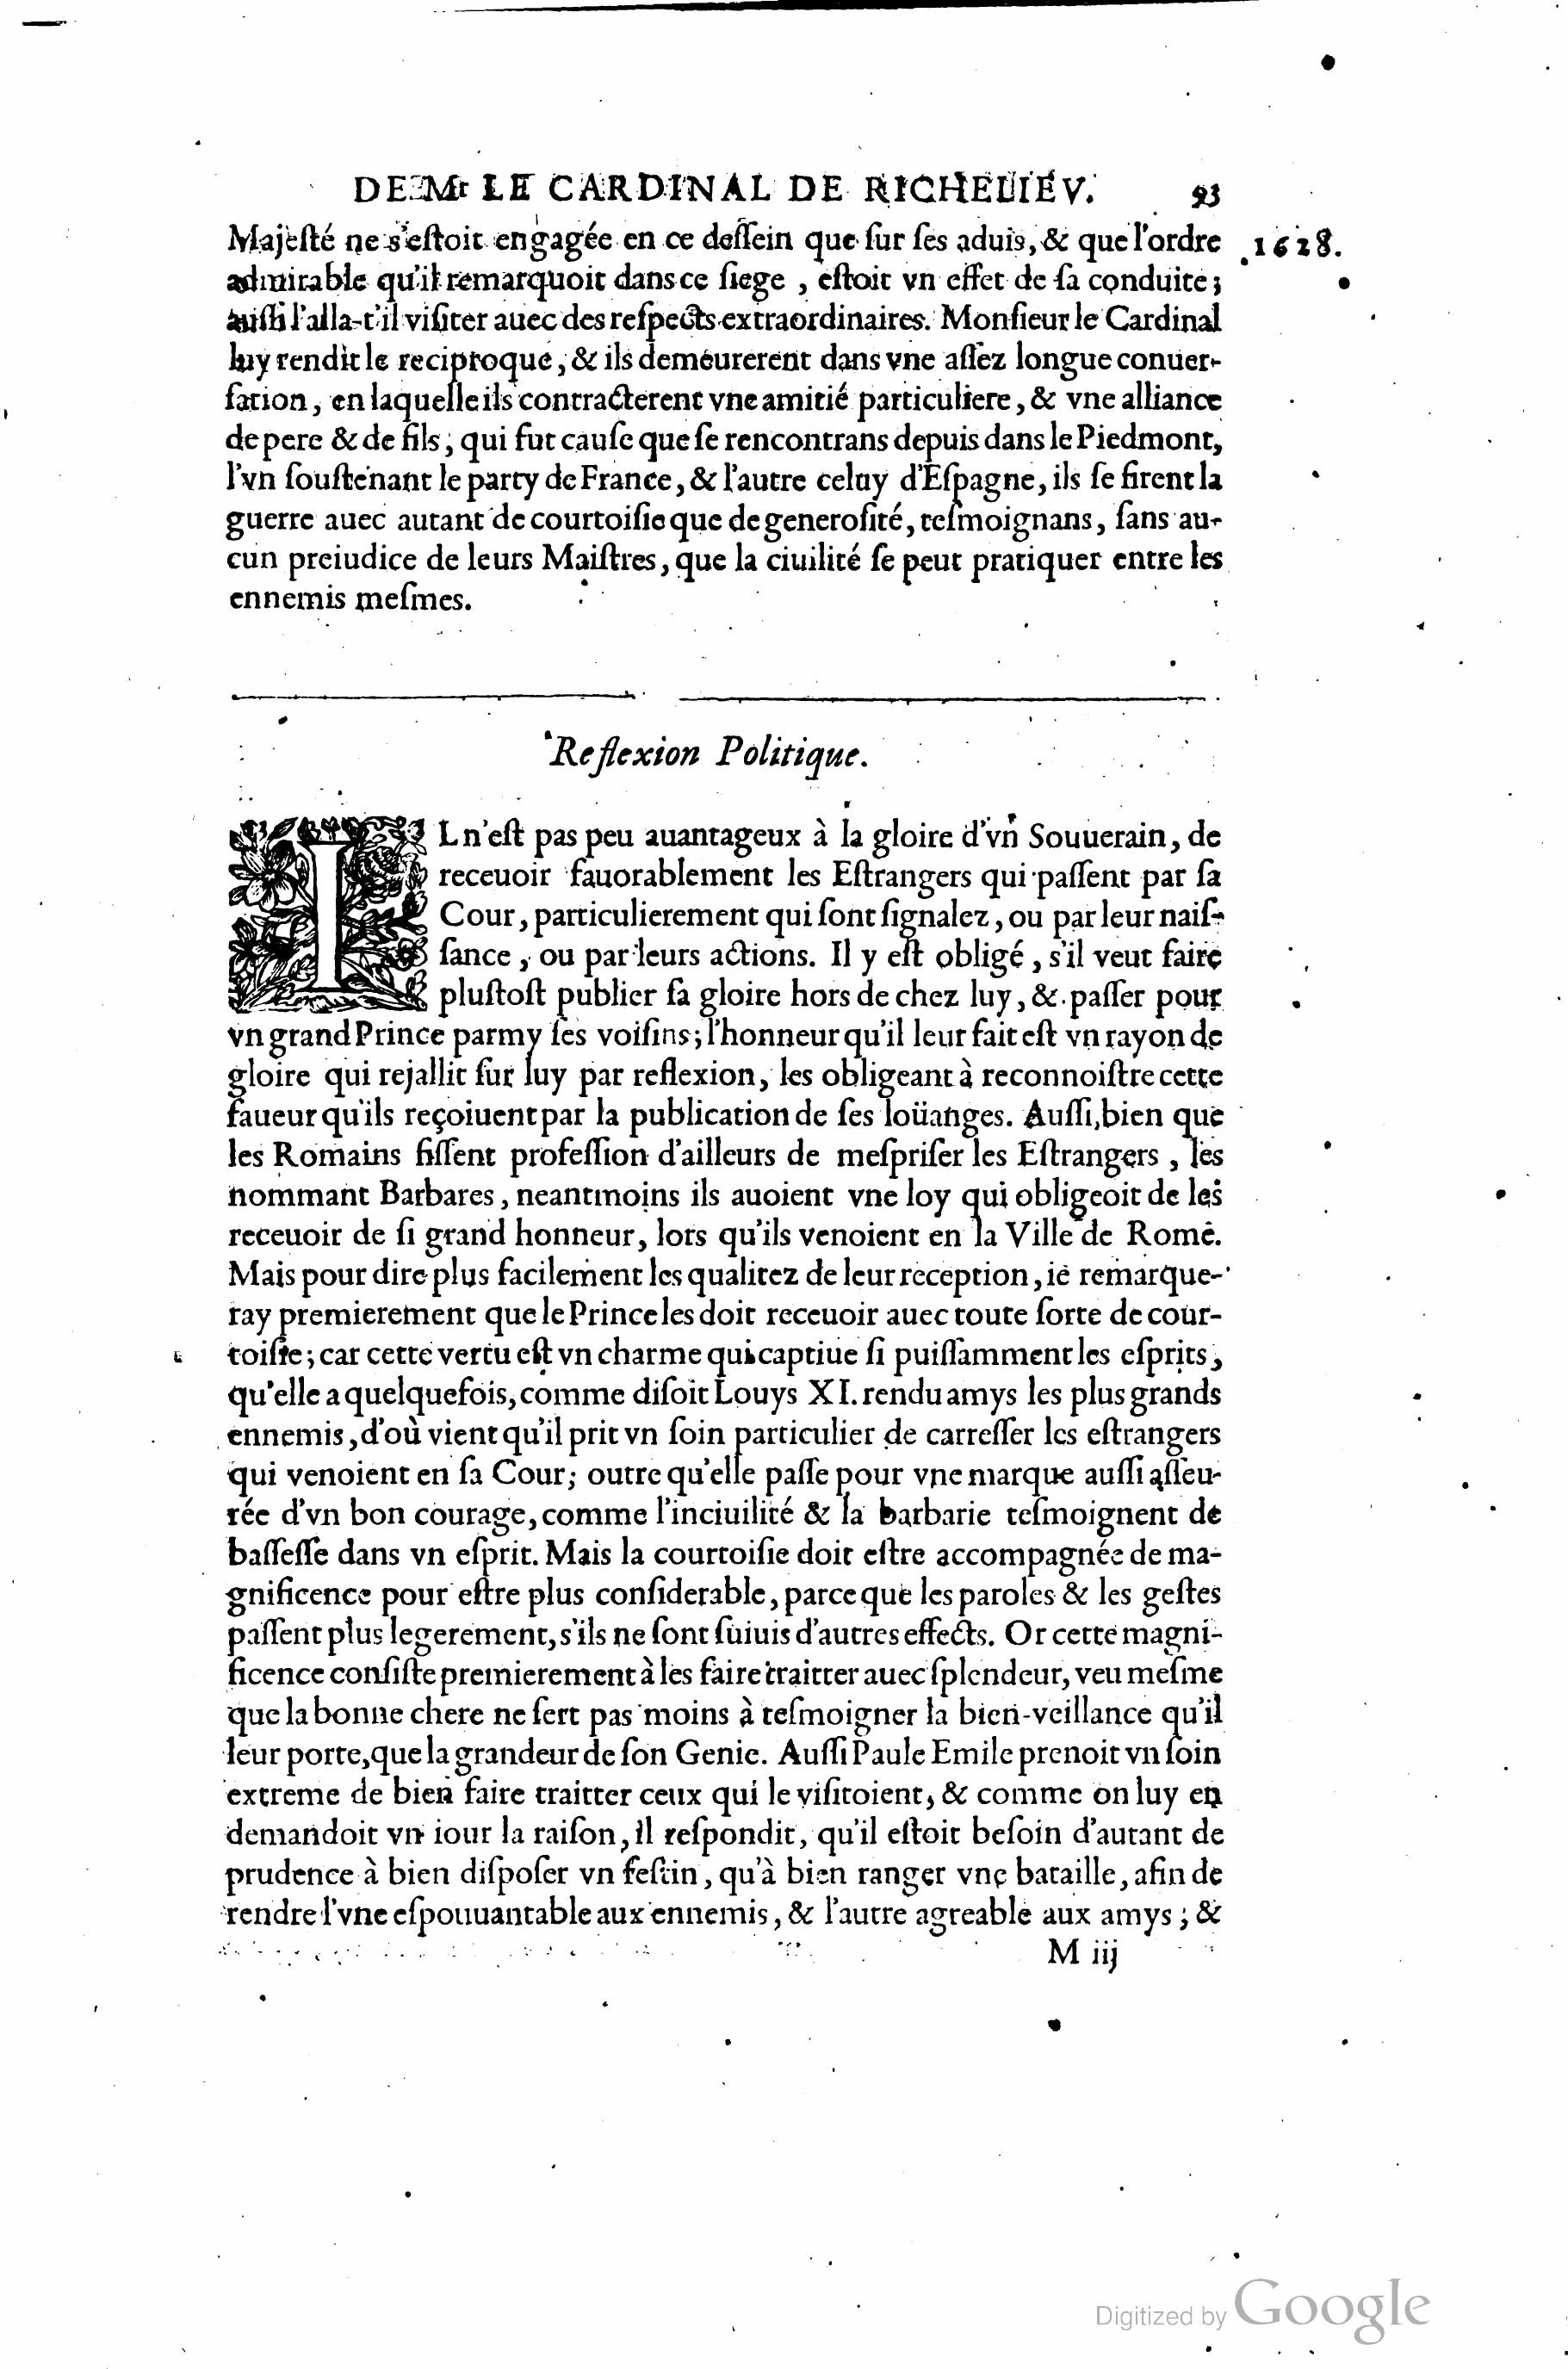 DE Mr LE CARDINAL DE RICHELIEV. 93
Majeſté ne s'eſtoit engagée en ce deſſein que ſur ſes aduis, & que l'ordre 1628.
admirable qu'il remarquoit dans ce ſiege, eſtoit vn effet de ſa conduite;
auſſi l'alla-t'il viſiter auec des reſpects extraordinaires. Monſieur le Cardinal
luy rendit le reciproque, & ils demeurerent dans vne aſſez longue conuer-
ſation, en laquelle ils contracterent vne amitié particuliere, & vne alliance
de pere & de fils, qui fut cauſe que ſe rencontrans depuis dans le Piedmont,
l'vn ſouſtenant le party de France, & l'autre celuy d'Eſpagne, ils ſe firent la
guerre auec autant de courtoiſie que de generoſité, teſmoignans, ſans au-
cun preiudice de leurs Maiſtres, que la ciuilité ſe peut pratiquer entre les
ennemis meſmes.
Reflexion Politique.
IL n'eſt pas peu auantageux à la gloire d'vn Souuerain, de
receuoir fauorablement les Eſtrangers qui paſſent par ſa
Cour, particulierement qui ſont ſignalez, ou par leur naiſ-
ſance, ou par leurs actions. Il y eſt obligé, s'il veut faire
pluſtoſt publier ſa gloire hors de chez luy, & paſſer pour
vn grand Prince parmy ſes voiſins; l'honneur qu'il leur fait eſt vn rayon de
gloire qui rejallit ſur luy par reflexion, les obligeant à reconnoiſtre cette
faueur qu'ils reçoiuent par la publication de ſes loüanges. Auſſi, bien que
les Romains fiſſent profeſſion d'ailleurs de meſpriſer les Eſtrangers, les
nommant Barbares, neantmoins ils auoient vne loy qui obligeoit de les
receuoir de ſi grand honneur, lors qu'ils venoient en la Ville de Rome.
Mais pour dire plus facilement les qualitez de leur reception, ie remarque-
ray premierement que le Prince les doit receuoir auec toute ſorte de cour-
toiſie; car cette vertu eſt vn charme qui captiue ſi puiſſamment les eſprits,
qu'elle a quelquefois, comme diſoit Louys XI. rendu amys les plus grands
ennemis, d'où vient qu'il prit vn ſoin particulier de carreſſer les eſtrangers
qui venoient en ſa Cour; outre qu'elle paſſe pour vne marque auſſi aſſeu-
rée d'vn bon courage, comme l'inciuilité & la barbarie teſmoignent de
baſſeſſe dans vn eſprit. Mais la courtoiſie doit eſtre accompagnée de ma-
gnificence pour eſtre plus conſiderable, parce que les paroles & les geſtes
paſſent plus legerement, s'ils ne ſont ſuiuis d'autres effects. Or cette magni-
ficence conſiſte premierement à les faire traitter auec ſplendeur, veu meſme
que la bonne chere ne ſert pas moins à teſmoigner la bien-veillance qu'il
leur porte, que la grandeur de ſon Genie. Auſſi Paule Emile prenoit vn ſoin
extreme de bien faire traitter ceux qui le viſitoient, & comme on luy en
demandoit vn iour la raiſon, il reſpondit, qu'il eſtoit beſoin d'autant de
prudence à bien diſpoſer vn feſtin, qu'à bien ranger vne bataille, afin de
rendre l'vne eſpouuantable aux ennemis, & l'autre agreable aux amys; &
M iij
Digitized by Google